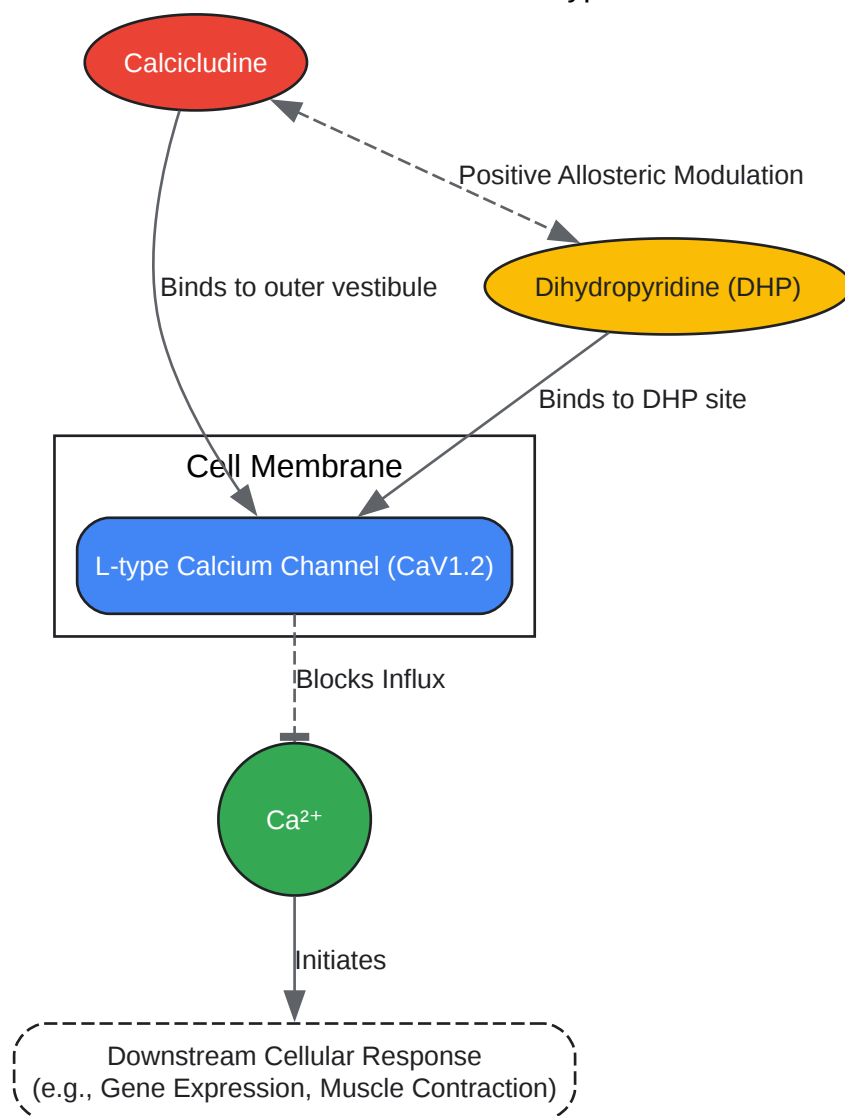 Calcicludine
Positive Allosteric Modulation
Binds to outer vestibule
Dihydropyridine (DHP)
Binds to DHP site
Cell Membrane
L-type Calcium Channel (CaV1.2)
Blocks Influx
Ca²⁺
Initiates
Downstream Cellular Response
(e.g., Gene Expression, Muscle Contraction)